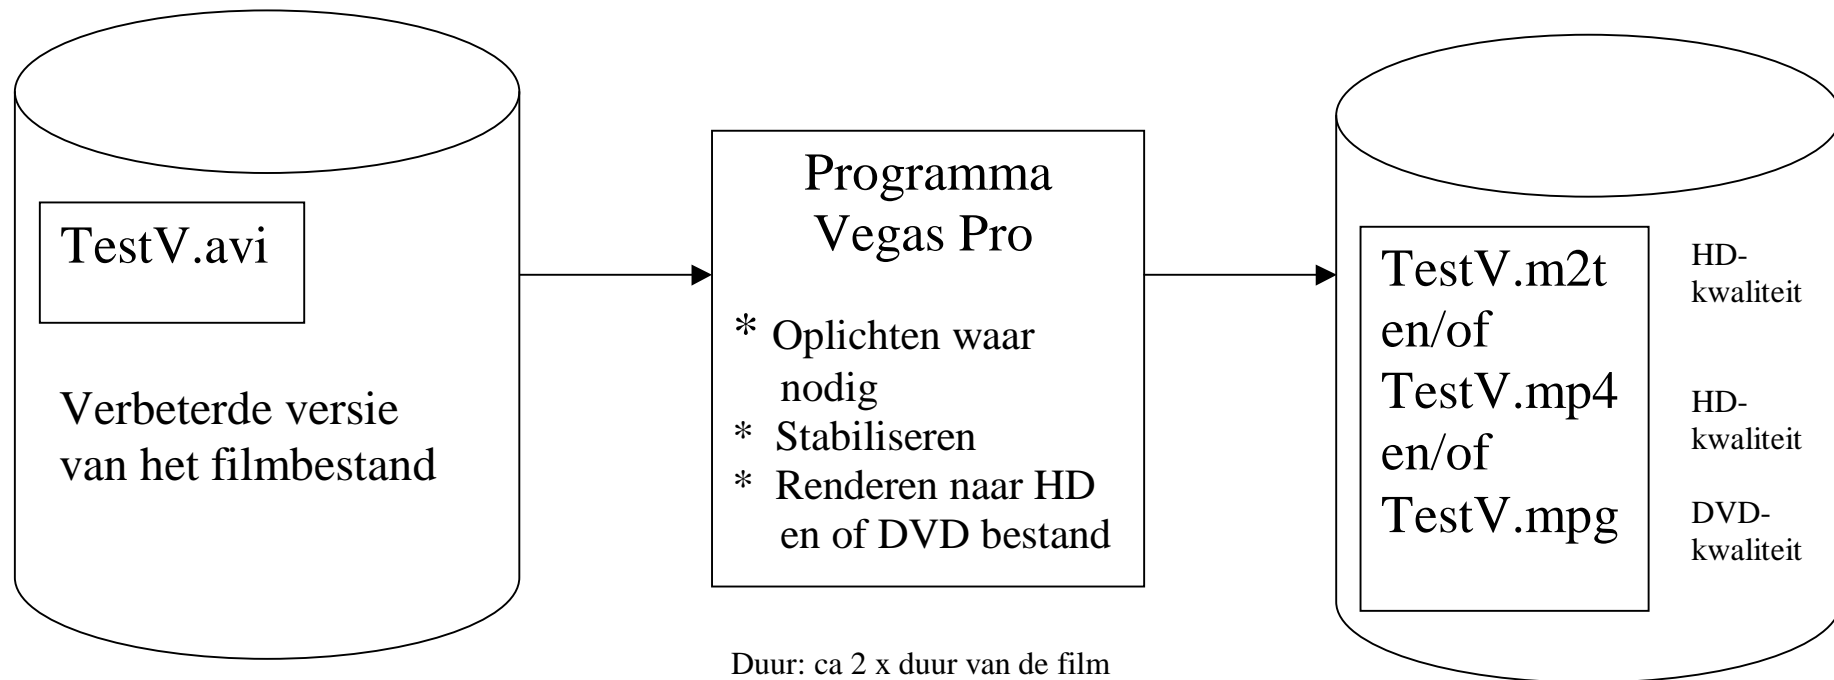 TestV.avi
Verbeterde versie
van het filmbestand
Programma
Vegas Pro
* Oplichten waar
nodig
* Stabiliseren
* Renderen naar HD
en of DVD bestand
Duur: ca 2 x duur van de film
TestV.m2t
en/of
TestV.mp4
en/of
TestV.mpg
HD-
kwaliteit
HD-
kwaliteit
DVD-
kwaliteit